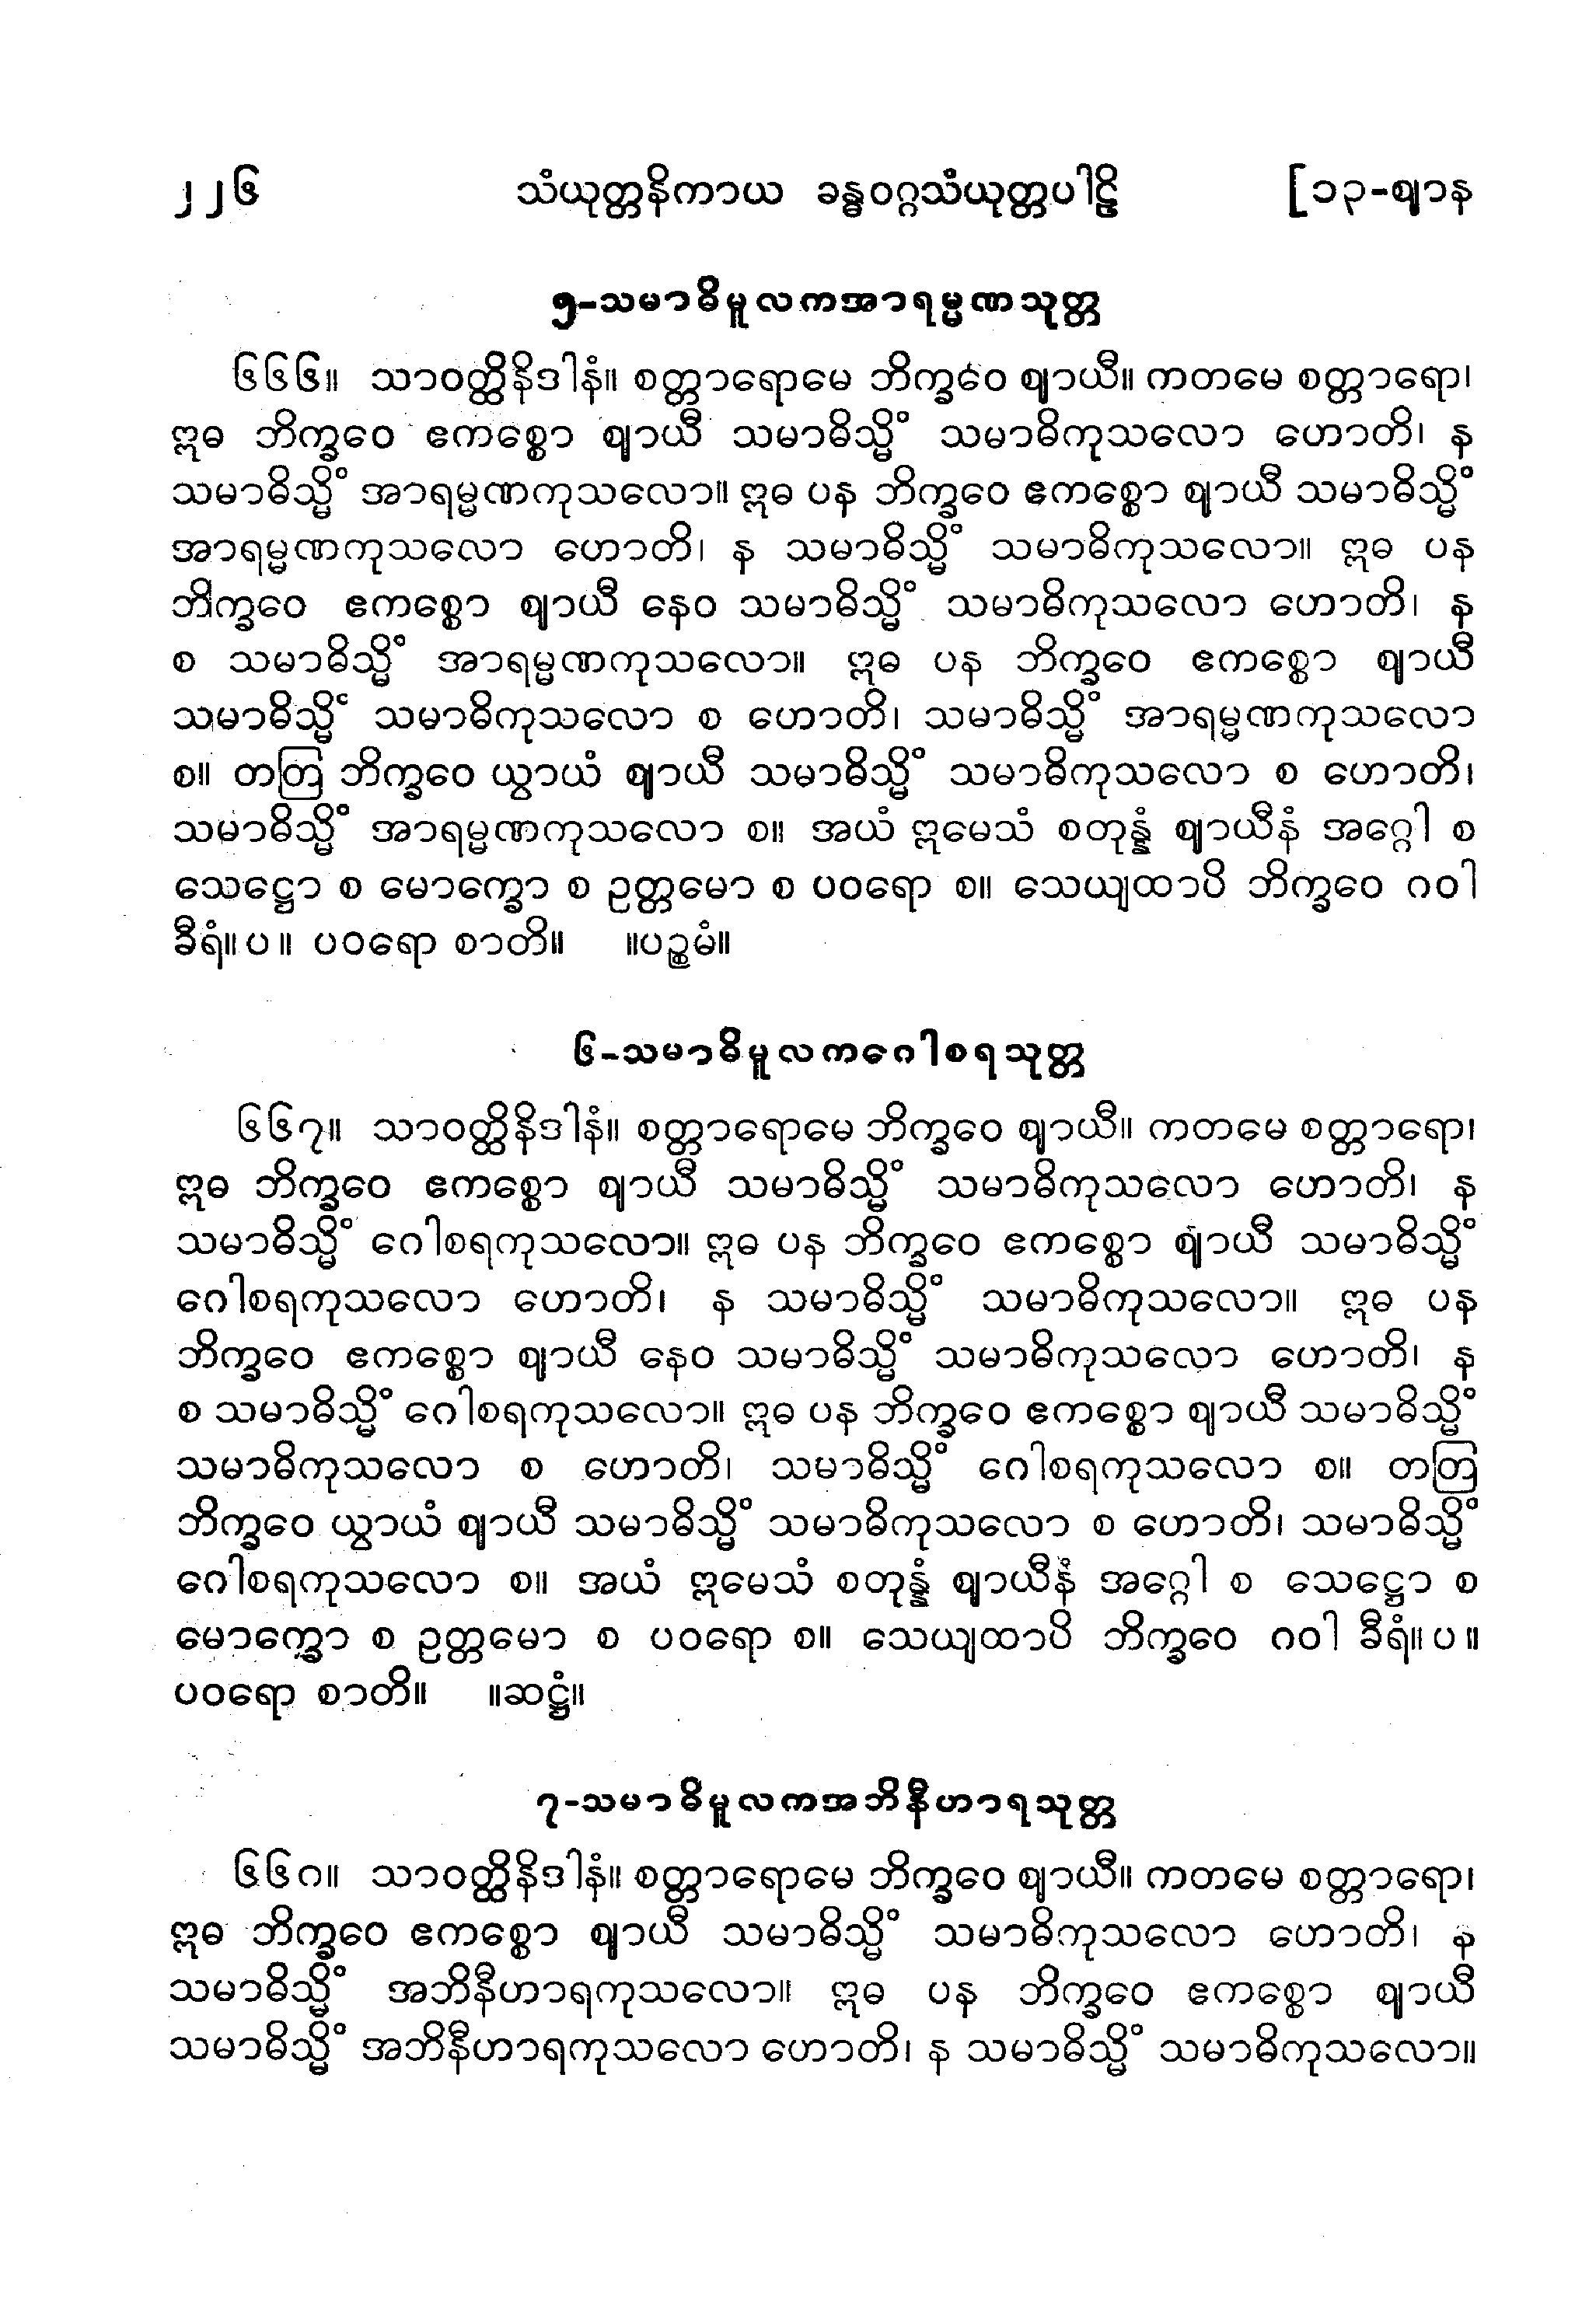 ၂၂၆ သံယုတ္တနိကာယ ခန္ဓဝဂ္ဂသံယုတ္တပါဠိ [၁၃-ဈာန
၅-သမာဓိမူလကအာရမ္မဏသုတ္တ
၆၆၆။ သာဝတ္ထိနိဒါနံ။ စတ္တာရောမေ ဘိက္ခဝေ ဈာယီ။ ကတမေ စတ္တာရော၊
ဣဓ ဘိက္ခဝေ ဧကစ္စော ဈာယီ သမာဓိသ္မိံ သမာဓိကုသလော ဟောတိ၊ န
သမာဓိသ္မိံ အာရမ္မဏကုသလော။ ဣဓ ပန ဘိက္ခဝေ ဧကစ္စော ဈာယီ သမာဓိသ္မိံ
အာရမ္မဏကုသလော ဟောတိ၊ န သမာဓိသ္မိံ သမာဓိကုသလော။ ဣဓ ပန
ဘိက္ခဝေ ဧကစ္စော ဈာယီ နေဝ သမာဓိသ္မိံ သမာဓိကုသလော ဟောတိ၊ န
စ သမာဓိသ္မိံ အာရမ္မဏကုသလော။ ဣဓ ပန ဘိက္ခဝေ ဧကစ္စော ဈာယီ
သမာဓိသ္မိံ သမာဓိကုသလော စ ဟောတိ၊ သမာဓိသ္မိံ အာရမ္မဏကုသလော
စ။ တတြ ဘိက္ခဝေ ယွာယံ ဈာယီ သမာဓိသ္မိံ သမာဓိကုသလော စ ဟောတိ၊
သမာဓိသ္မိံ အာရမ္မဏကုသလော စ။ အယံ ဣမေသံ စတုန္နံ ဈာယီနံ အဂ္ဂေါ စ
သေဋ္ဌော စ မောက္ခော စ ဥတ္တမော စ ပဝရော စ။ သေယျထာပိ ဘိက္ခဝေ ဂဝါ
ခီရံ။ပ။ ပဝရော စာတိ။ ။ပဉ္စမံ။
၆-သမာဓိမူလကဂေါစရသုတ္တ
၆၆၇။ သာဝတ္ထိနိဒါနံ။ စတ္တာရောမေ ဘိက္ခဝေ ဈာယီ။ ကတမေ စတ္တာရော၊
ဣဓ ဘိက္ခဝေ ဧကစ္စော ဈာယီ သမာဓိသ္မိံ သမာဓိကုသလော ဟောတိ၊ န
သမာဓိသ္မိံ ဂေါစရကုသလော။ ဣဓ ပန ဘိက္ခဝေ ဧကစ္စော ဈာယီ သမာဓိသ္မိံ
ဂေါစရကုသလော ဟောတိ၊ န သမာဓိသ္မိံ သမာဓိကုသလော။ ဣဓ ပန
ဘိက္ခဝေ ဧကစ္စော ဈာယီ နေဝ သမာဓိသ္မိံ သမာဓိကုသလော ဟောတိ၊ န
စ သမာဓိသ္မိံ ဂေါစရကုသလော။ ဣဓ ပန ဘိက္ခဝေ ဧကစ္စော ဈာယီ သမာဓိသ္မိံ
သမာဓိကုသလော စ ဟောတိ၊ သမာဓိသ္မိံ ဂေါစရကုသလော စ။ တတြ
ဘိက္ခဝေ ယွာယံ ဈာယီ သမာဓိသ္မိံ သမာဓိကုသလော စ ဟောတိ၊ သမာဓိသ္မိံ
ဂေါစရကုသလော စ။ အယံ ဣမေသံ စတုန္နံ ဈာယီနံ အဂ္ဂေါ စ သေဋ္ဌော စ
မောက္ခော စ ဥတ္တမော စ ပဝရော စ။ သေယျထာပိ ဘိက္ခဝေ ဂဝါ ခီရံ။ပ။
ပဝရော စာတိ။ ။ဆဋ္ဌံ။
၇-သမာဓိမူလကအဘိနီဟာရသုတ္တ
၆၆၈။ သာဝတ္ထိနိဒါနံ။ စတ္တာရောမေ ဘိက္ခဝေ ဈာယီ။ ကတမေ စတ္တာရော၊
ဣဓ ဘိက္ခဝေ ဧကစ္စော ဈာယီ သမာဓိသ္မိံ သမာဓိကုသလော ဟောတိ၊ န
သမာဓိသ္မိံ အဘိနီဟာရကုသလော။ ဣဓ ပန ဘိက္ခဝေ ဧကစ္စော ဈာယီ
သမာဓိသ္မိံ အဘိနီဟာရကုသလော ဟောတိ၊ န သမာဓိသ္မိံ သမာဓိကုသလော။